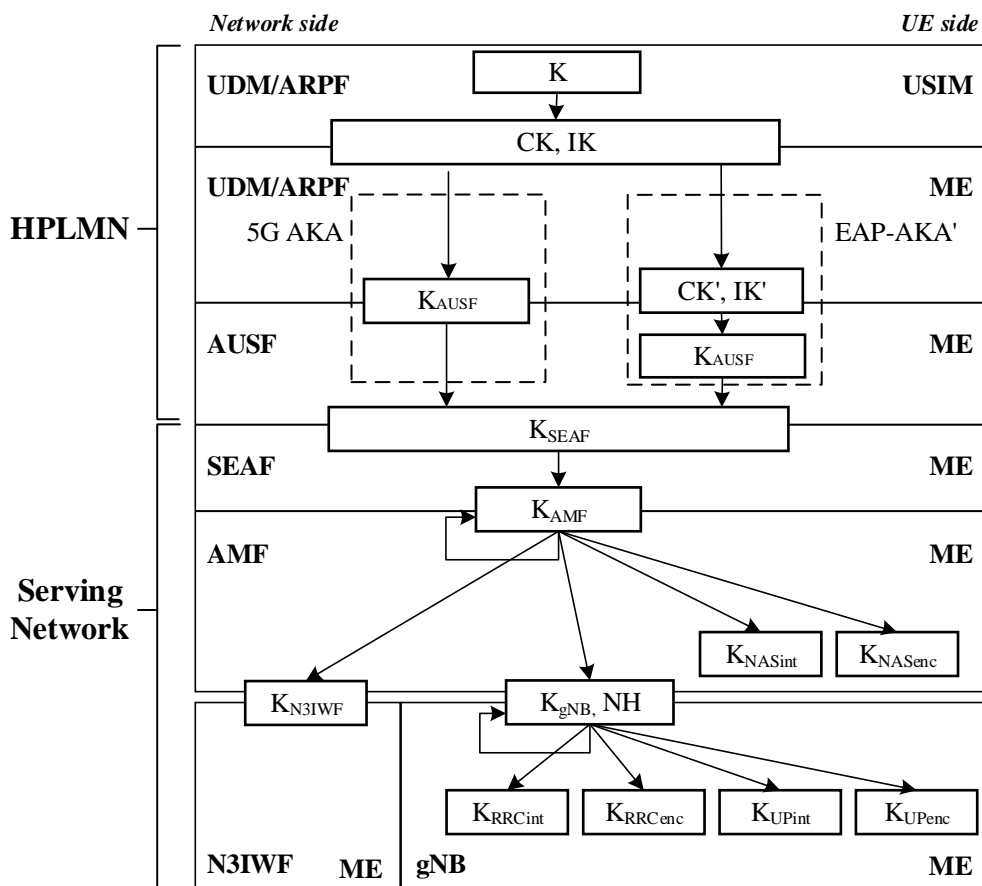 Network side
UE side
UDM/ARPF
K
USIM
CK, IK
UDM/ARPF
ME
HPLMN
5G AKA
EAP-AKA'
KAUSF
CK', IK'
AUSF
KAUSF
ME
KSEAF
SEAF
ME
KAMF
AMF
ME
Serving
Network
KNASint
KNASenc
KN3IWF
KgNB, NH
KRRCint
KRRCenc
KUPint
KUPenc
N3IWF
ME
gNB
ME